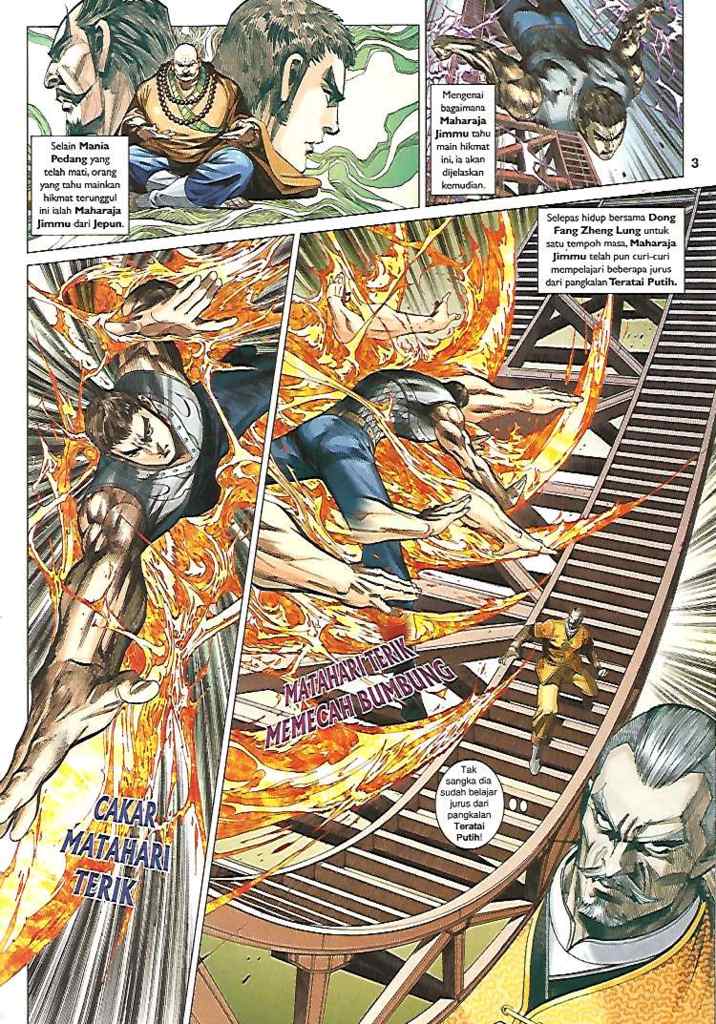 Selain Mania
Pedang yang
telah mati, orang
yang tahu mainkan
hikmat terunggul
ini ialah Maharaja
Jimmu dari Jepun.
Mengenai
bagaimana
Maharaja
Jimmu tahu
main hikmat
ini, ia akan
dijelaskan
kemudian.
3
Selepas hidup bersama Dong
Fang Zheng Lung untuk
satu tempoh masa, Maharaja
Jimmu telah pun curi-curi
mempelajari beberapa jurus
dari pangkalan Teratai Putih.
CAKAR
MATAHARI
TERIK
MATAHARI TERIK
MEMECAH BUMBUNG
Tak
sangka dia
sudah belajar
jurus dari
pangkalan
Teratai
Putih!